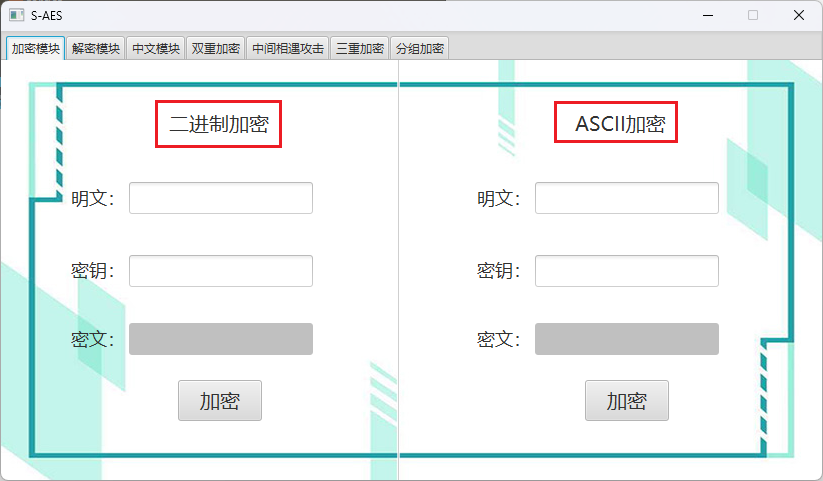 S-AES
加密模块 解密模块 中文模块 双重加密 中间相遇攻击 三重加密 分组加密
二进制加密
明文：
密钥：
密文：
加密
ASCII加密
明文：
密钥：
密文：
加密